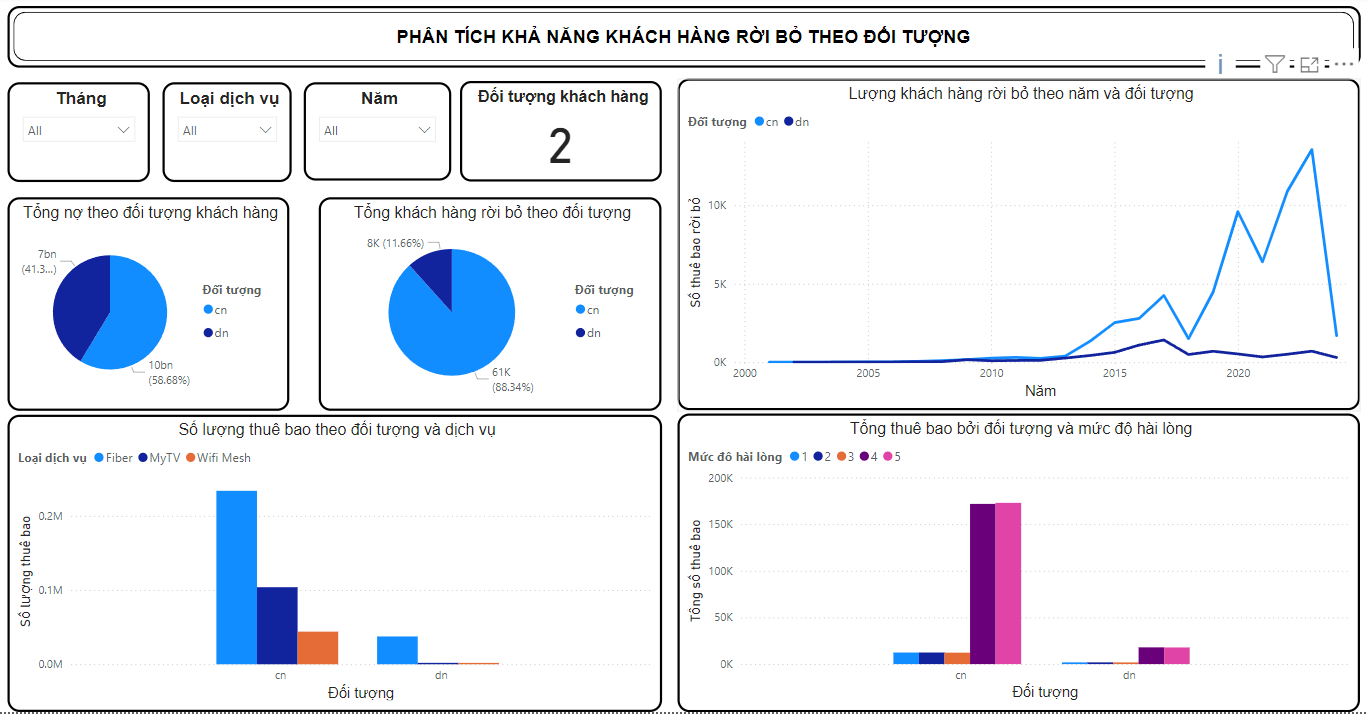 PHÂN TÍCH KHẢ NĂNG KHÁCH HÀNG RỜI BỎ THEO ĐỐI TƯỢNG
Tháng
All
Loại dịch vụ
All
Năm
All
Đối tượng khách hàng
2
Lượng khách hàng rời bỏ theo năm và đối tượng
Đối tượng cn dn
Số thuê bao rời bỏ
10K
5K
0K
2000 2005 2010 2015 2020
Năm
Tổng nợ theo đối tượng khách hàng
7bn
(41.3...)
10bn
(58.68%)
Đối tượng
cn
dn
Tổng khách hàng rời bỏ theo đối tượng
8K (11.66%)
61K
(88.34%)
Đối tượng
cn
dn
Số lượng thuê bao theo đối tượng và dịch vụ
Loại dịch vụ Fiber MyTV Wifi Mesh
Số lượng thuê bao
0.2M
0.1M
0.0M
cn dn
Đối tượng
Tổng thuê bao bởi đối tượng và mức độ hài lòng
Mức độ hài lòng 1 2 3 4 5
Tổng số thuê bao
200K
150K
100K
50K
0K
cn dn
Đối tượng